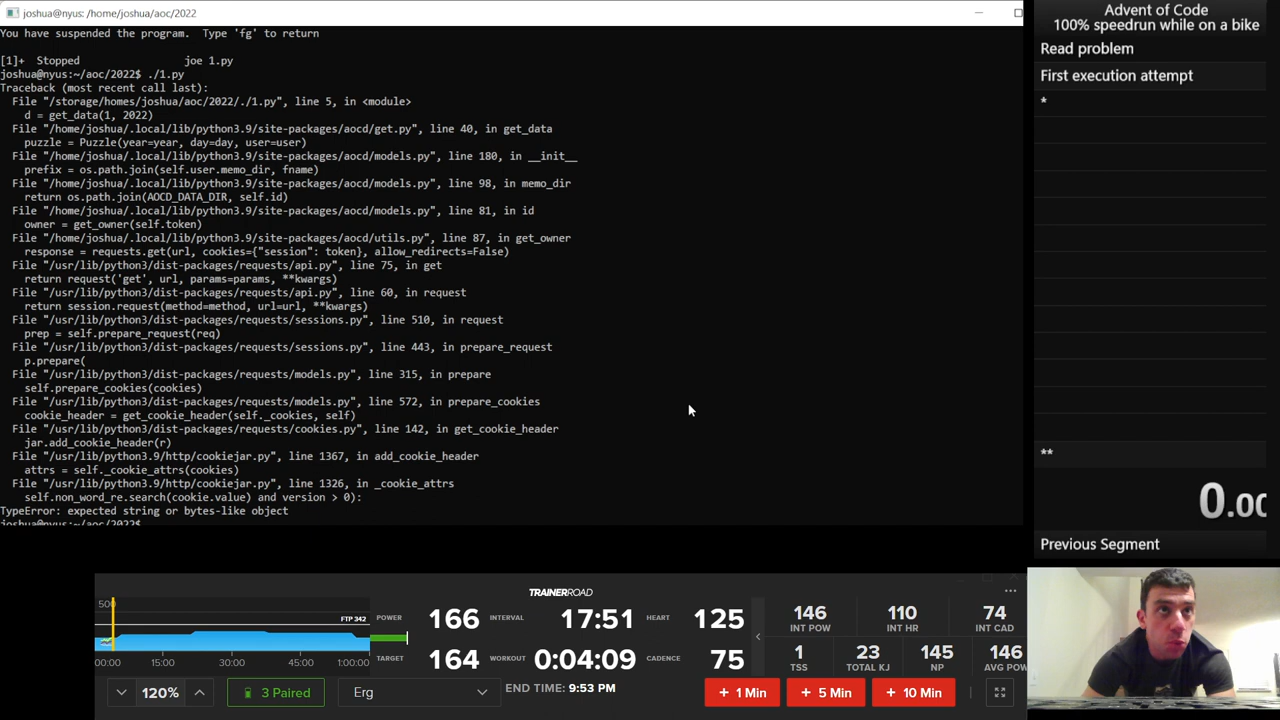 joshua@nyus: /home/joshua/aoc/2022
You have suspended the program.  Type 'fg' to return
[1]+  Stopped                 joe 1.py
joshua@nyus:~/aoc/2022$ ./1.py
Traceback (most recent call last):
  File "/storage/homes/joshua/aoc/2022/./1.py", line 5, in <module>
    d = get_data(1, 2022)
  File "/home/joshua/.local/lib/python3.9/site-packages/aocd/get.py", line 40, in get_data
    puzzle = Puzzle(year=year, day=day, user=user)
  File "/home/joshua/.local/lib/python3.9/site-packages/aocd/models.py", line 180, in __init__
    prefix = os.path.join(self.user.memo_dir, fname)
  File "/home/joshua/.local/lib/python3.9/site-packages/aocd/models.py", line 98, in memo_dir
    return os.path.join(AOCD_DATA_DIR, self.id)
  File "/home/joshua/.local/lib/python3.9/site-packages/aocd/models.py", line 81, in id
    owner = get_owner(self.token)
  File "/home/joshua/.local/lib/python3.9/site-packages/aocd/utils.py", line 87, in get_owner
    response = requests.get(url, cookies={"session": token}, allow_redirects=False)
  File "/usr/lib/python3/dist-packages/requests/api.py", line 75, in get
    return request('get', url, params=params, **kwargs)
  File "/usr/lib/python3/dist-packages/requests/api.py", line 60, in request
    return session.request(method=method, url=url, **kwargs)
  File "/usr/lib/python3/dist-packages/requests/sessions.py", line 510, in request
    prep = self.prepare_request(req)
  File "/usr/lib/python3/dist-packages/requests/sessions.py", line 443, in prepare_request
    p.prepare(
  File "/usr/lib/python3/dist-packages/requests/models.py", line 315, in prepare
    self.prepare_cookies(cookies)
  File "/usr/lib/python3/dist-packages/requests/models.py", line 572, in prepare_cookies
    cookie_header = get_cookie_header(self._cookies, self)
  File "/usr/lib/python3/dist-packages/requests/cookies.py", line 142, in get_cookie_header
    jar.add_cookie_header(r)
  File "/usr/lib/python3.9/http/cookiejar.py", line 1367, in add_cookie_header
    attrs = self._cookie_attrs(cookies)
  File "/usr/lib/python3.9/http/cookiejar.py", line 1326, in _cookie_attrs
    self.non_word_re.search(cookie.value) and version > 0):
TypeError: expected string or bytes-like object
joshua@nyus:~/aoc/2022$
Advent of Code
100% speedrun while on a bike
Read problem
First execution attempt
*
**
0.00
Previous Segment
TRAINERROAD
500
FTP 342
00:00 15:00 30:00 45:00 1:00:00
POWER 166 INTERVAL 17:51 HEART 125
TARGET 164 WORKOUT 0:04:09 CADENCE 75
146 INT POW 110 INT HR 74 INT CAD
1 TSS 23 TOTAL KJ 145 NP 146 AVG POW
120% 3 Paired Erg END TIME: 9:53 PM + 1 Min + 5 Min + 10 Min